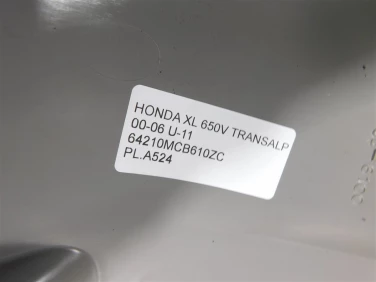 HONDA XL 650V TRANSALP
00-06 U-11
64210MCB610ZC
PL.A524